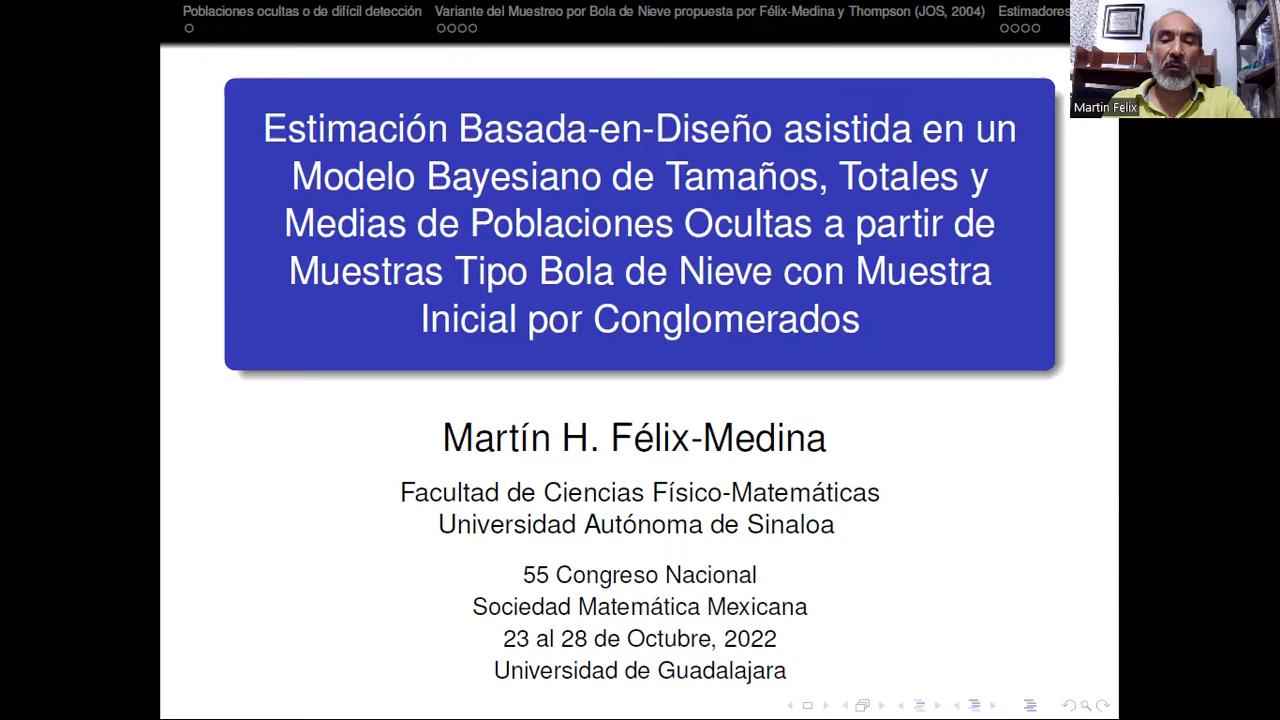 Poblaciones ocultas o de difícil detección
Variante del Muestreo por Bola de Nieve propuesta por Félix-Medina y Thompson (JOS, 2004)
Estimadores
Martin Felix
Estimación Basada-en-Diseño asistida en un
Modelo Bayesiano de Tamaños, Totales y
Medias de Poblaciones Ocultas a partir de
Muestras Tipo Bola de Nieve con Muestra
Inicial por Conglomerados
Martín H. Félix-Medina
Facultad de Ciencias Físico-Matemáticas
Universidad Autónoma de Sinaloa
55 Congreso Nacional
Sociedad Matemática Mexicana
23 al 28 de Octubre, 2022
Universidad de Guadalajara